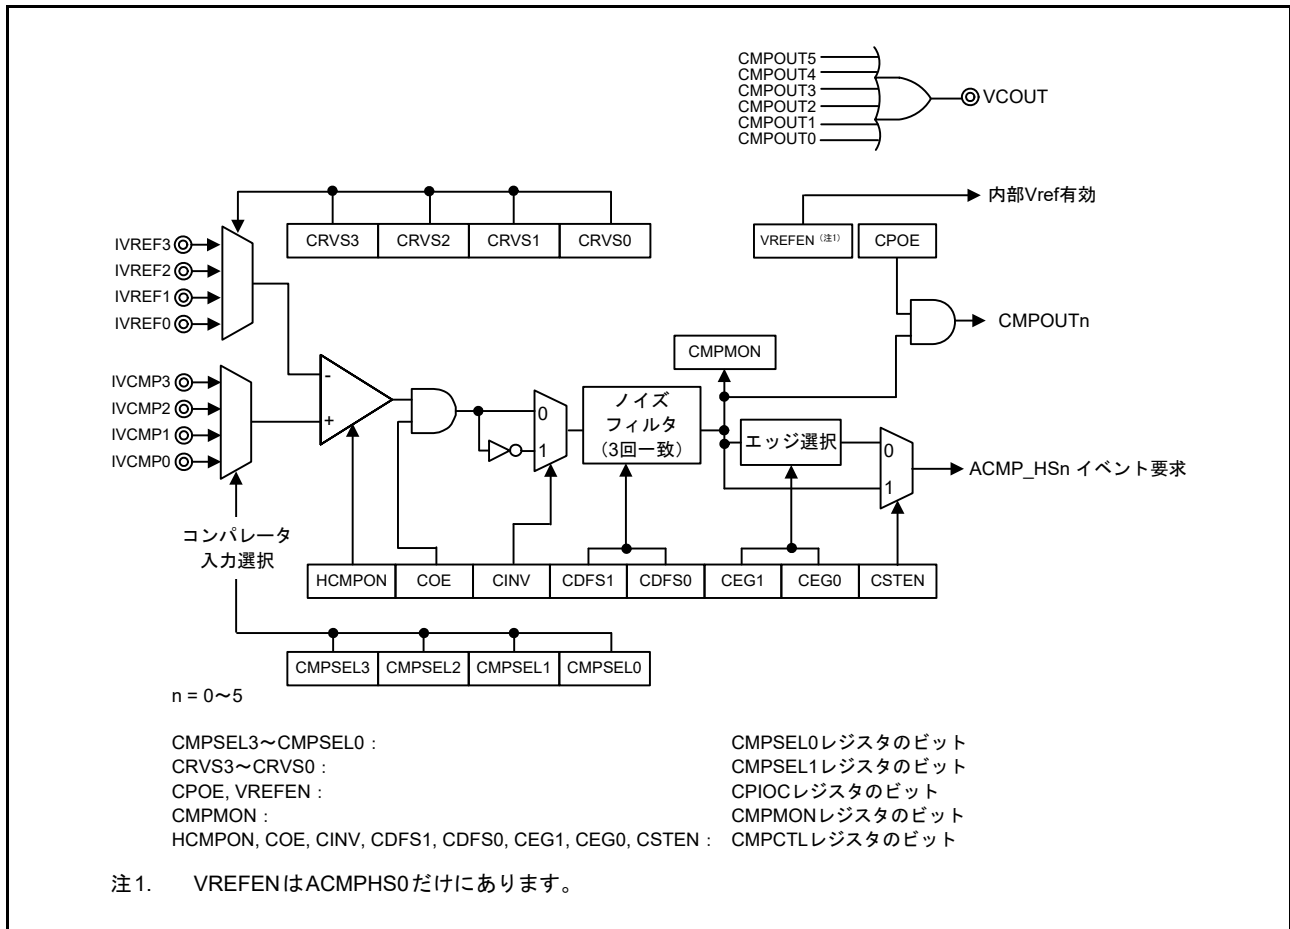 CMPOUT5
CMPOUT4
CMPOUT3
CMPOUT2
CMPOUT1
CMPOUT0
VCOUT
内部Vref有効
CRVS3 CRVS2 CRVS1 CRVS0
VREFEN（注1） CPOE
IVREF3
IVREF2
IVREF1
IVREF0
CMPOUTn
CMPMON
IVCMP3
IVCMP2
IVCMP1
IVCMP0
-
+
0
1
ノイズ
フィルタ
（3回一致）
エッジ選択
0
1
ACMP_HSn イベント要求
コンパレータ
入力選択
HCMPON COE CINV CDFS1 CDFS0 CEG1 CEG0 CSTEN
CMPSEL3 CMPSEL2 CMPSEL1 CMPSEL0
n = 0～5
CMPSEL3～CMPSEL0： CMPSEL0レジスタのビット
CRVS3～CRVS0： CMPSEL1レジスタのビット
CPOE, VREFEN： CPIOCレジスタのビット
CMPMON： CMPMONレジスタのビット
HCMPON, COE, CINV, CDFS1, CDFS0, CEG1, CEG0, CSTEN： CMPCTLレジスタのビット
注1. VREFENはACMPHS0だけにあります。